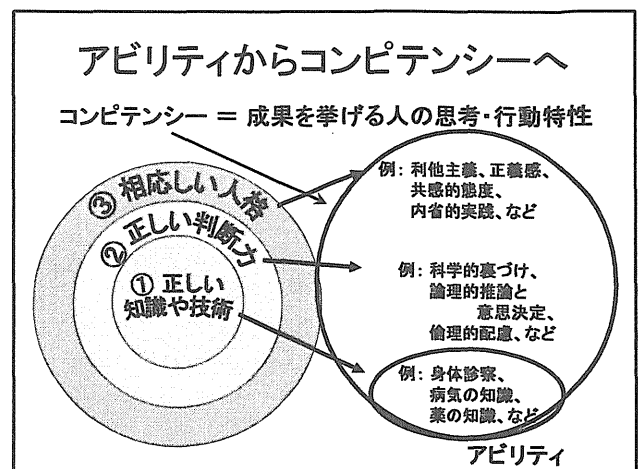 アビリティからコンピテンシーへ
コンピテンシー = 成果を挙げる人の思考・行動特性
③ 相応しい人格
② 正しい判断力
① 正しい
知識や技術
例: 利他主義、正義感、
共感的態度、
内省的実践、など
例: 科学的裏づけ、
論理的推論と
意思決定、
倫理的配慮、など
例: 身体診察、
病気の知識、
薬の知識、など
アビリティ